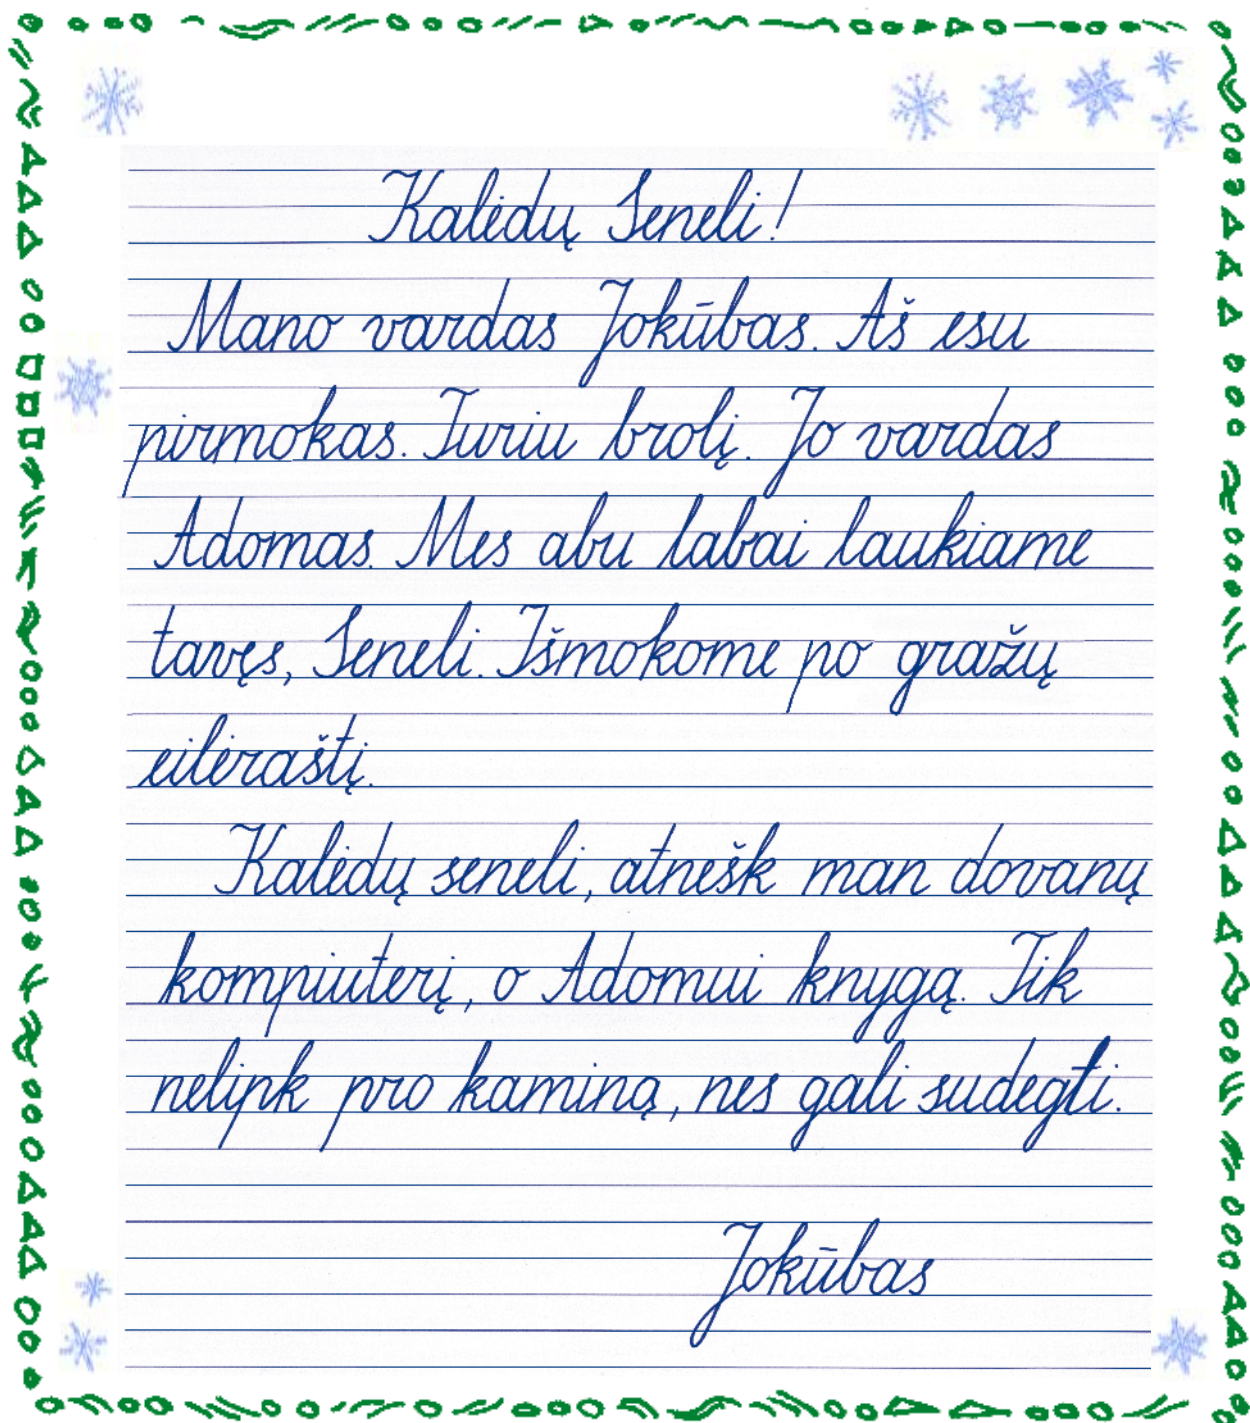 Kalėdų Seneli!
Mano vardas Jokūbas. Aš esu
pirmokas. Turiu brolį. Jo vardas
Adomas. Mes abu labai laukiame
tavęs, Seneli. Išmokome po gražų
eilėraštį.
Kalėdų seneli, atnešk man dovanų
kompiuterį, o Adomui knygą. Tik
nelipk pro kaminą, nes gali sudegti.
Jokūbas